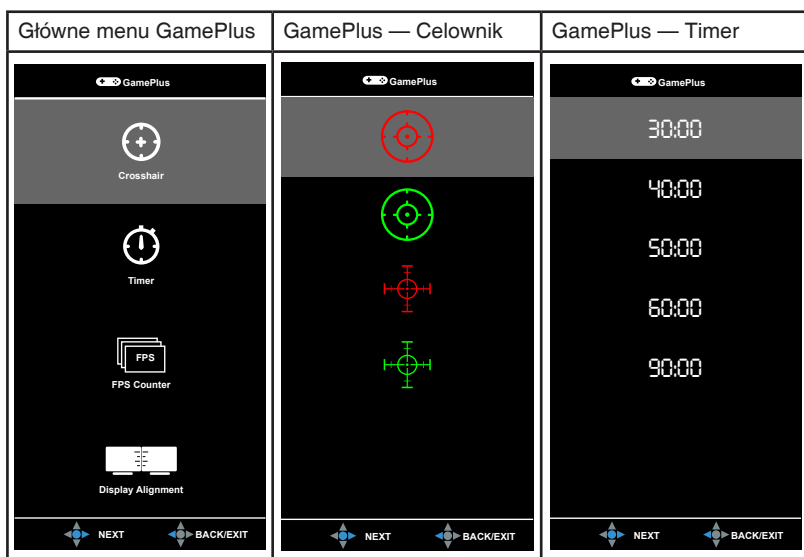 Główne menu GamePlus
GamePlus
Crosshair
Timer
FPS
FPS Counter
Display Alignment
NEXT BACK/EXIT
GamePlus — Celownik
GamePlus
NEXT BACK/EXIT
GamePlus — Timer
GamePlus
30:00
40:00
50:00
60:00
90:00
NEXT BACK/EXIT